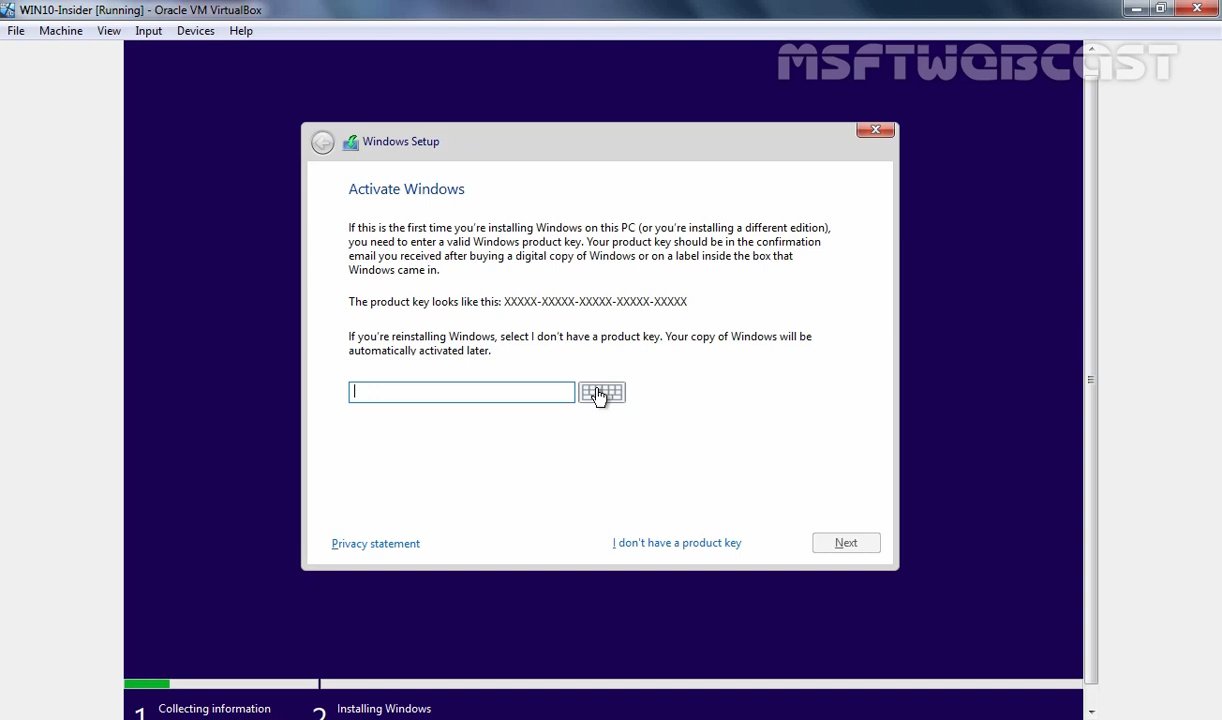 WIN10-Insider [Running] - Oracle VM VirtualBox
File Machine View Input Devices Help
MSFTWEBCAST
Windows Setup
Activate Windows
If this is the first time you're installing Windows on this PC (or you're installing a different edition),
you need to enter a valid Windows product key. Your product key should be in the confirmation
email you received after buying a digital copy of Windows or on a label inside the box that
Windows came in.
The product key looks like this: XXXXX-XXXXX-XXXXX-XXXXX-XXXXX
If you're reinstalling Windows, select I don't have a product key. Your copy of Windows will be
automatically activated later.
Privacy statement I don't have a product key Next
1 Collecting information 2 Installing Windows